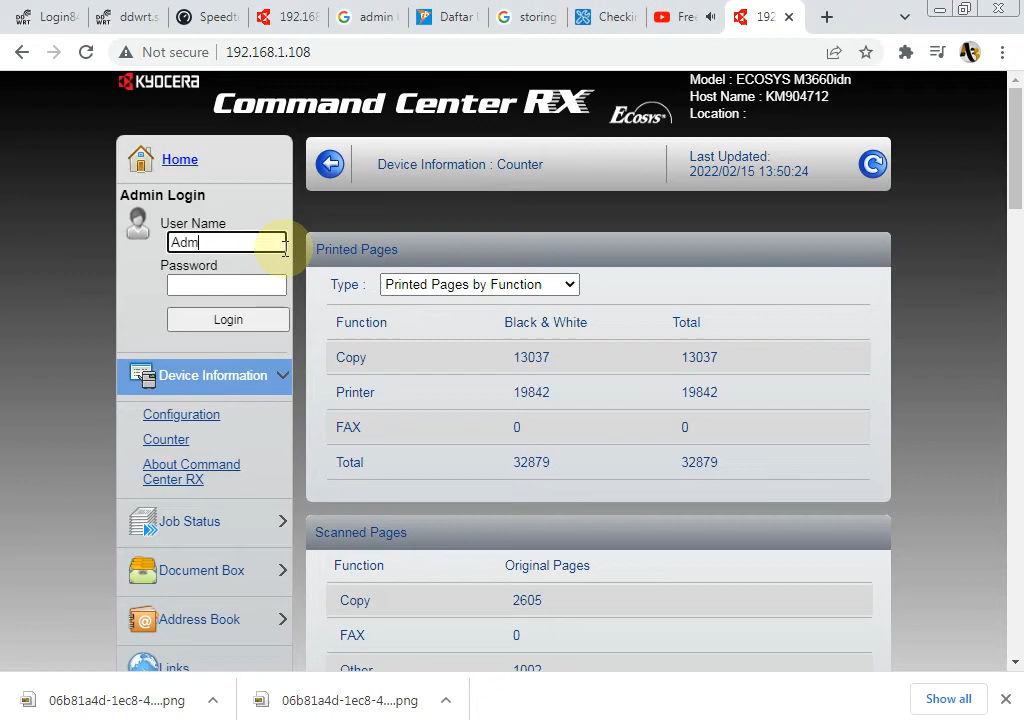 Login84
ddwrt.
Speedt
192.168
admin
Daftar
storing
Checkin
Free
192
Not secure
192.168.1.108
KYOCERA
Command Center RX
Ecosys
Model : ECOSYS M3660idn
Host Name : KM904712
Location :
Home
Device Information : Counter
Last Updated:
2022/02/15 13:50:24
Admin Login
User Name
Adm
Password
Login
Device Information
Configuration
Counter
About Command
Center RX
Job Status
Document Box
Address Book
Links
Printed Pages
Type : Printed Pages by Function
Function Black & White Total
Copy 13037 13037
Printer 19842 19842
FAX 0 0
Total 32879 32879
Scanned Pages
Function Original Pages
Copy 2605
FAX 0
Other 1002
06b81a4d-1ec8-4....png
06b81a4d-1ec8-4....png
Show all